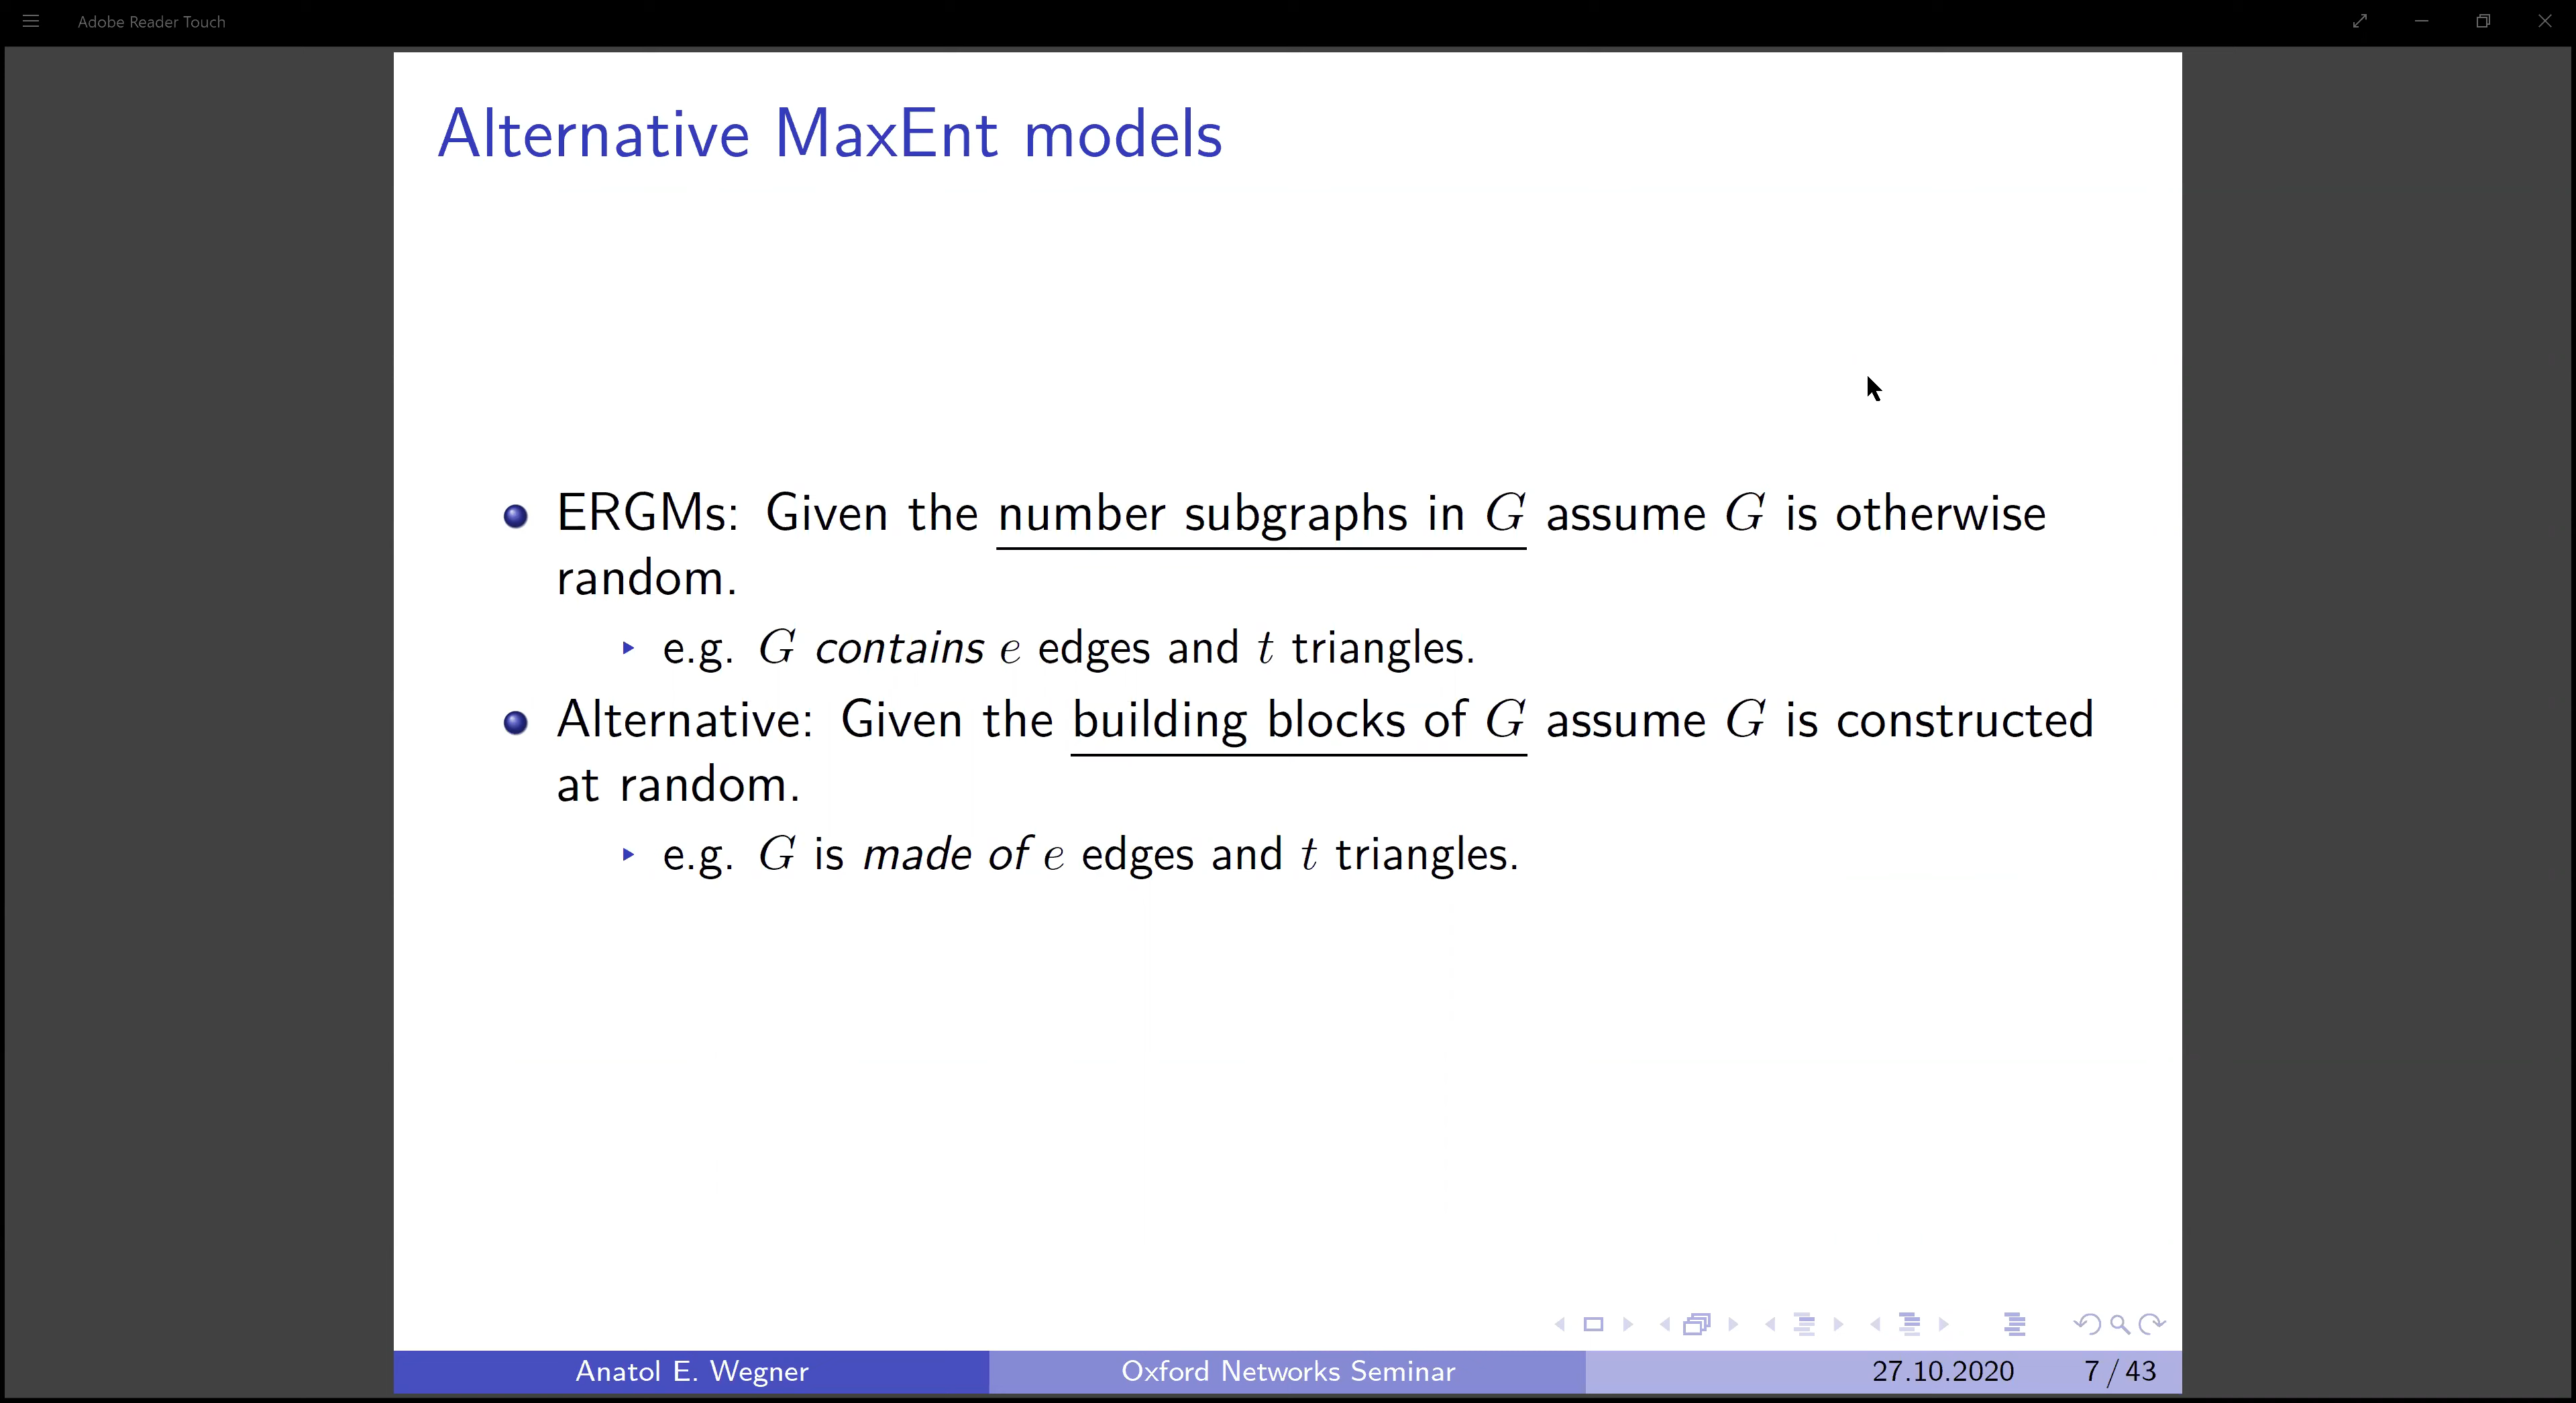 Adobe Reader Touch
Alternative MaxEnt models
ERGMs: Given the number subgraphs in G assume G is otherwise
random.
e.g. G contains e edges and t triangles.
Alternative: Given the building blocks of G assume G is constructed
at random.
e.g. G is made of e edges and t triangles.
Anatol E. Wegner Oxford Networks Seminar 27.10.2020 7 / 43